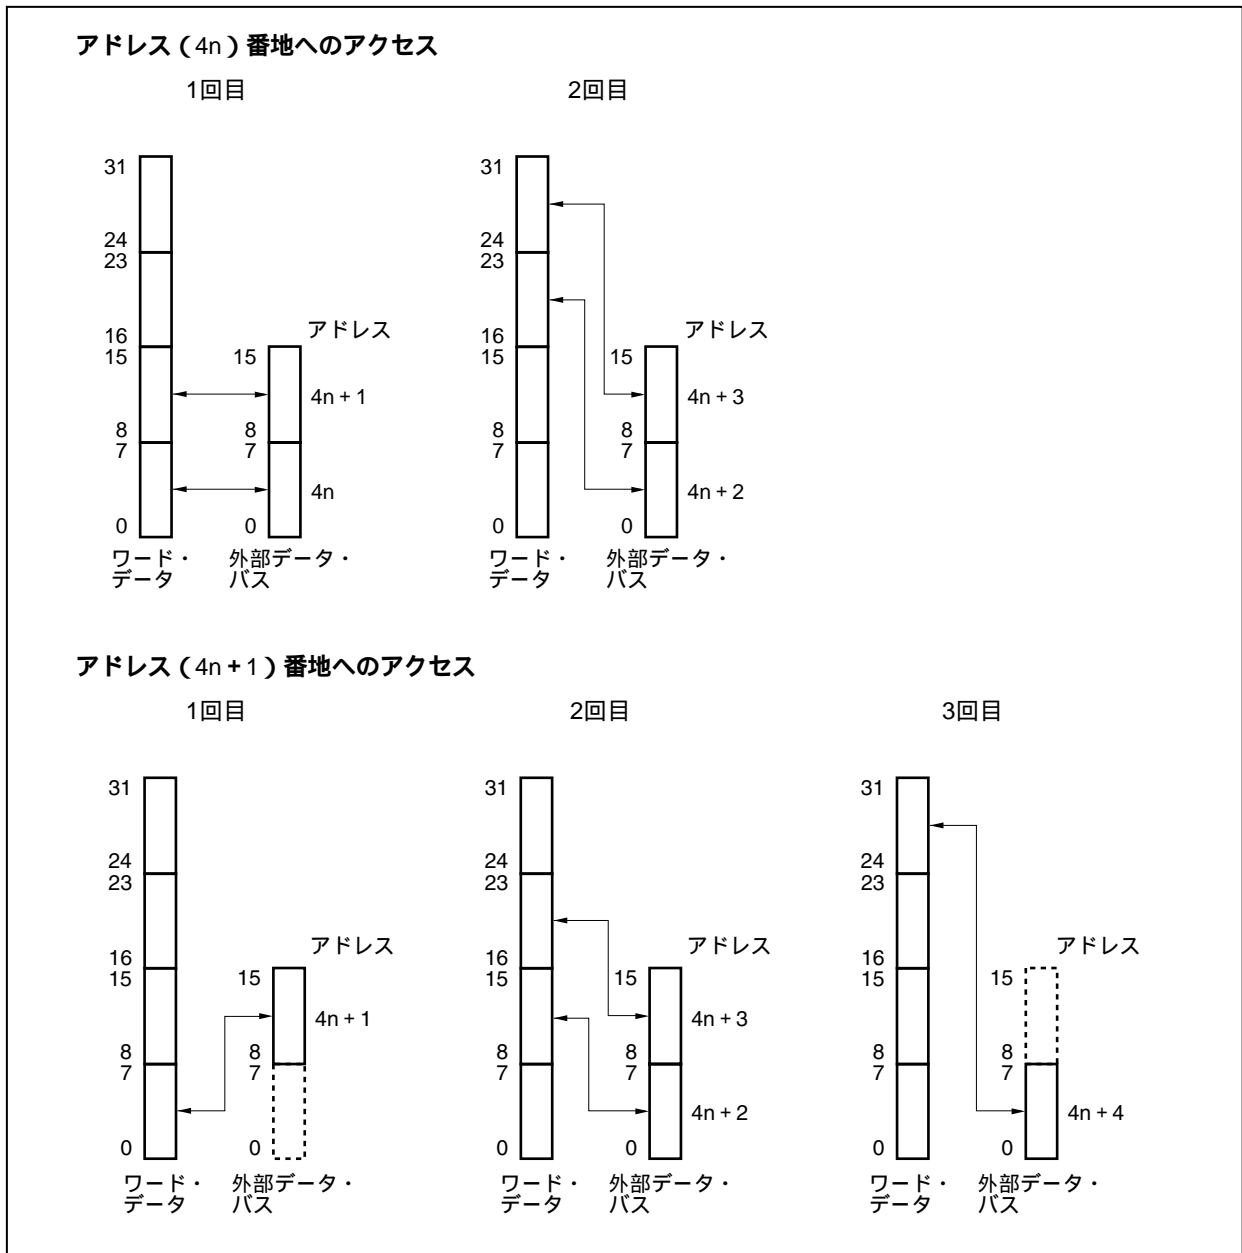 アドレス（4n）番地へのアクセス
1回目
2回目
31
24
23
16
15
8
7
0
15
8
7
0
アドレス
4n + 1
4n
ワード・
データ
外部データ・
バス
31
24
23
16
15
8
7
0
15
8
7
0
アドレス
4n + 3
4n + 2
ワード・
データ
外部データ・
バス
アドレス（4n + 1）番地へのアクセス
1回目
2回目
3回目
31
24
23
16
15
8
7
0
15
8
7
0
アドレス
4n + 1
ワード・
データ
外部データ・
バス
31
24
23
16
15
8
7
0
15
8
7
0
アドレス
4n + 3
4n + 2
ワード・
データ
外部データ・
バス
31
24
23
16
15
8
7
0
15
8
7
0
アドレス
4n + 4
ワード・
データ
外部データ・
バス